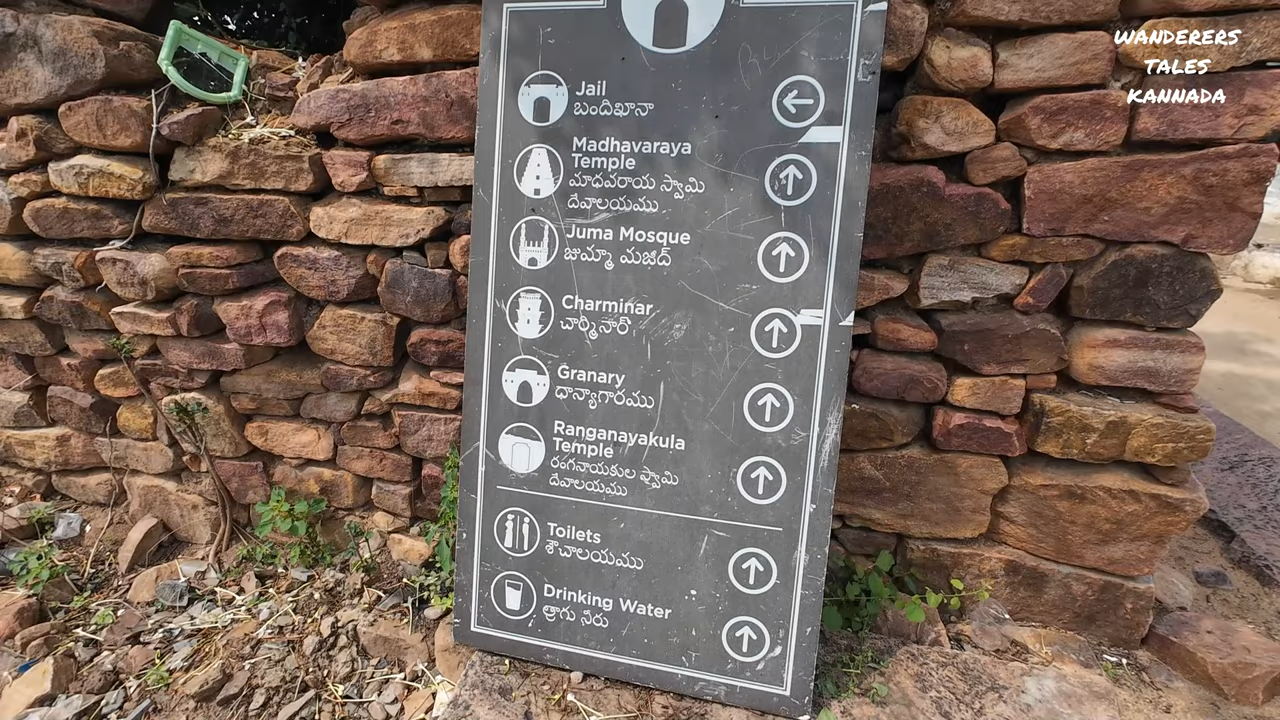 WANDERERS
TALES
KANNADA
Jail
బందిఖానా
Madhavaraya
Temple
మాధవరాయ స్వామి
దేవాలయము
Juma Mosque
జుమ్మా మజీద్
Charminar
చార్మీనార్
Granary
ధాన్యాగారము
Ranganayakula
Temple
రంగనాయకుల స్వామి
దేవాలయము
Toilets
శౌచాలయము
Drinking Water
త్రాగు నీరు